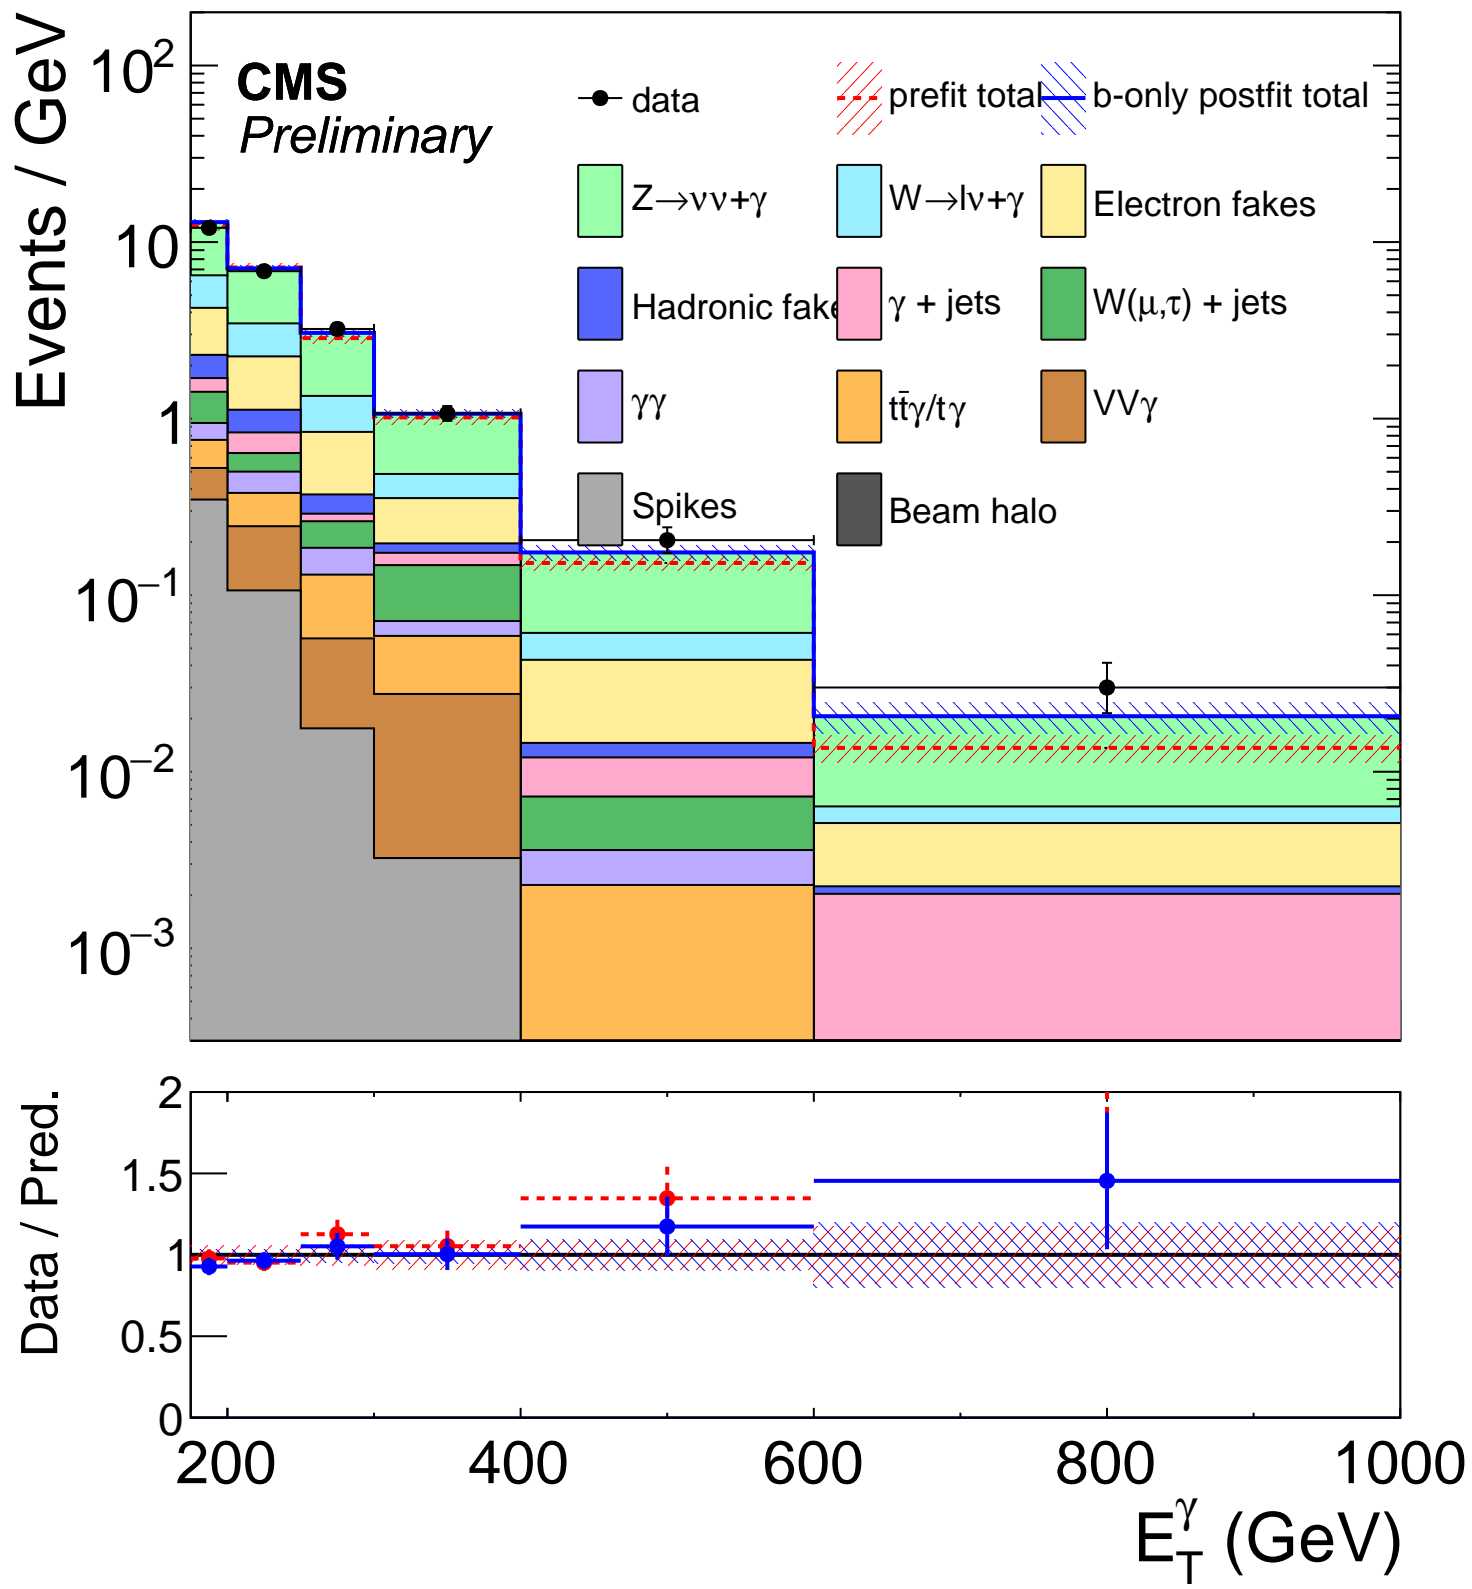 Events / GeV
10²
10
1
10⁻¹
10⁻²
10⁻³
CMS
Preliminary
data
prefit total
b-only postfit total
Z→νν+γ
W→lν+γ
Electron fakes
Hadronic fake
γ + jets
W(μ,τ) + jets
γγ
tt̄γ/tγ
VVγ
Spikes
Beam halo
Data / Pred.
2
1.5
1
0.5
0
200 400 600 800 1000
E_T^γ (GeV)